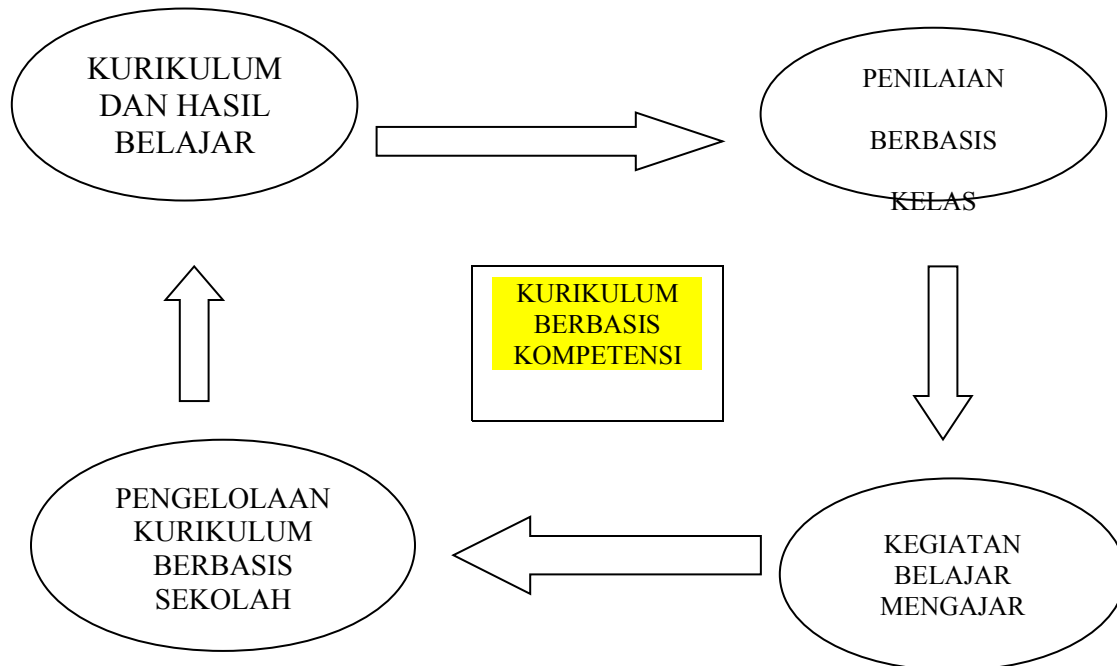 KURIKULUM
DAN HASIL
BELAJAR
PENILAIAN
BERBASIS
KELAS
KURIKULUM
BERBASIS
KOMPETENSI
PENGELOLAAN
KURIKULUM
BERBASIS
SEKOLAH
KEGIATAN
BELAJAR
MENGAJAR